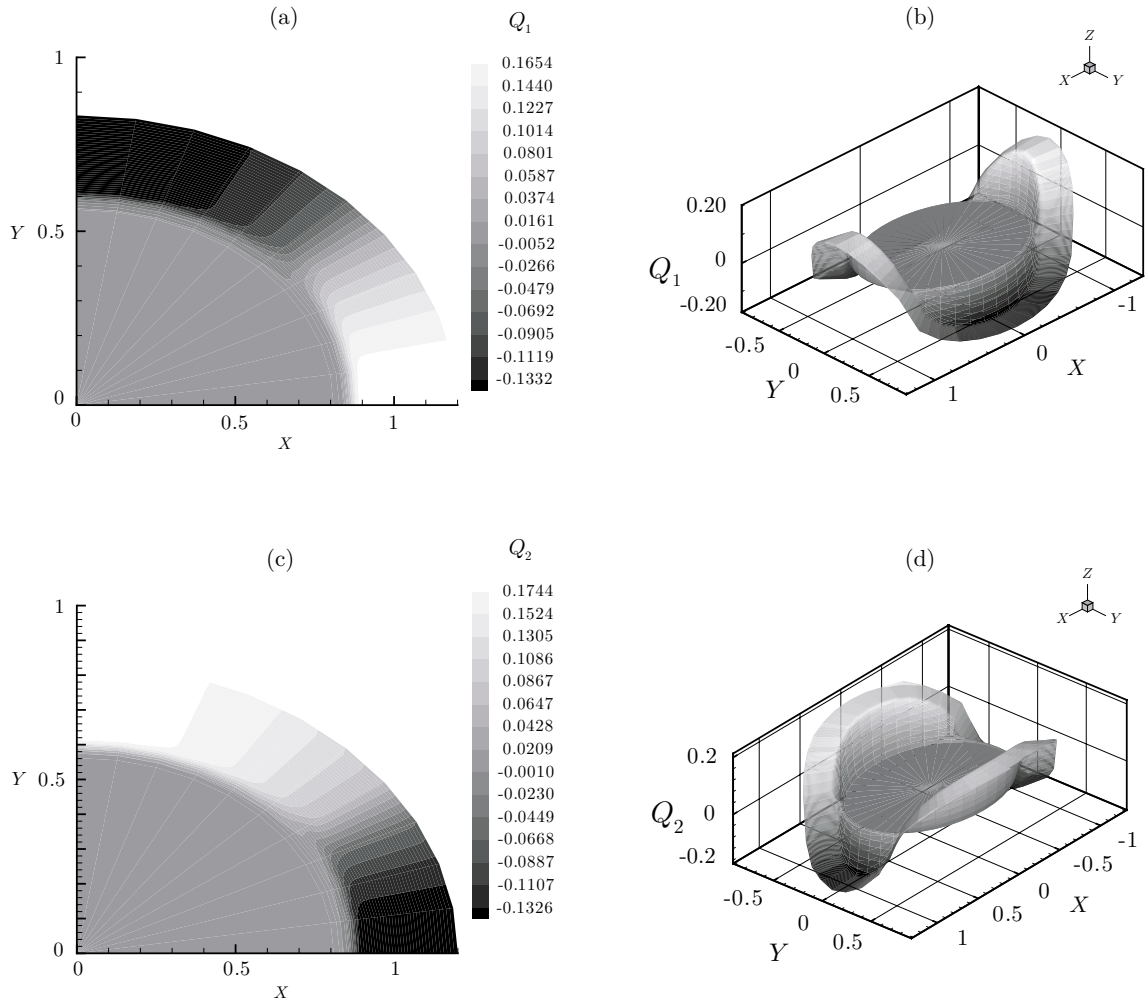 (a)
Q1
0.1654
0.1440
0.1227
0.1014
0.0801
0.0587
0.0374
0.0161
-0.0052
-0.0266
-0.0479
-0.0692
-0.0905
-0.1119
-0.1332
1
Y 0.5
0
0 0.5 1
X
(b)
Z
X Y
0.20
0
-0.20
Q1
-0.5
0
0.5
Y
1
0
-1
X
(c)
Q2
0.1744
0.1524
0.1305
0.1086
0.0867
0.0647
0.0428
0.0209
-0.0010
-0.0230
-0.0449
-0.0668
-0.0887
-0.1107
-0.1326
1
Y 0.5
0
0 0.5 1
X
(d)
Z
X Y
0.2
0
-0.2
Q2
-0.5
0
0.5
Y
1
0.5
0
-0.5
-1
X